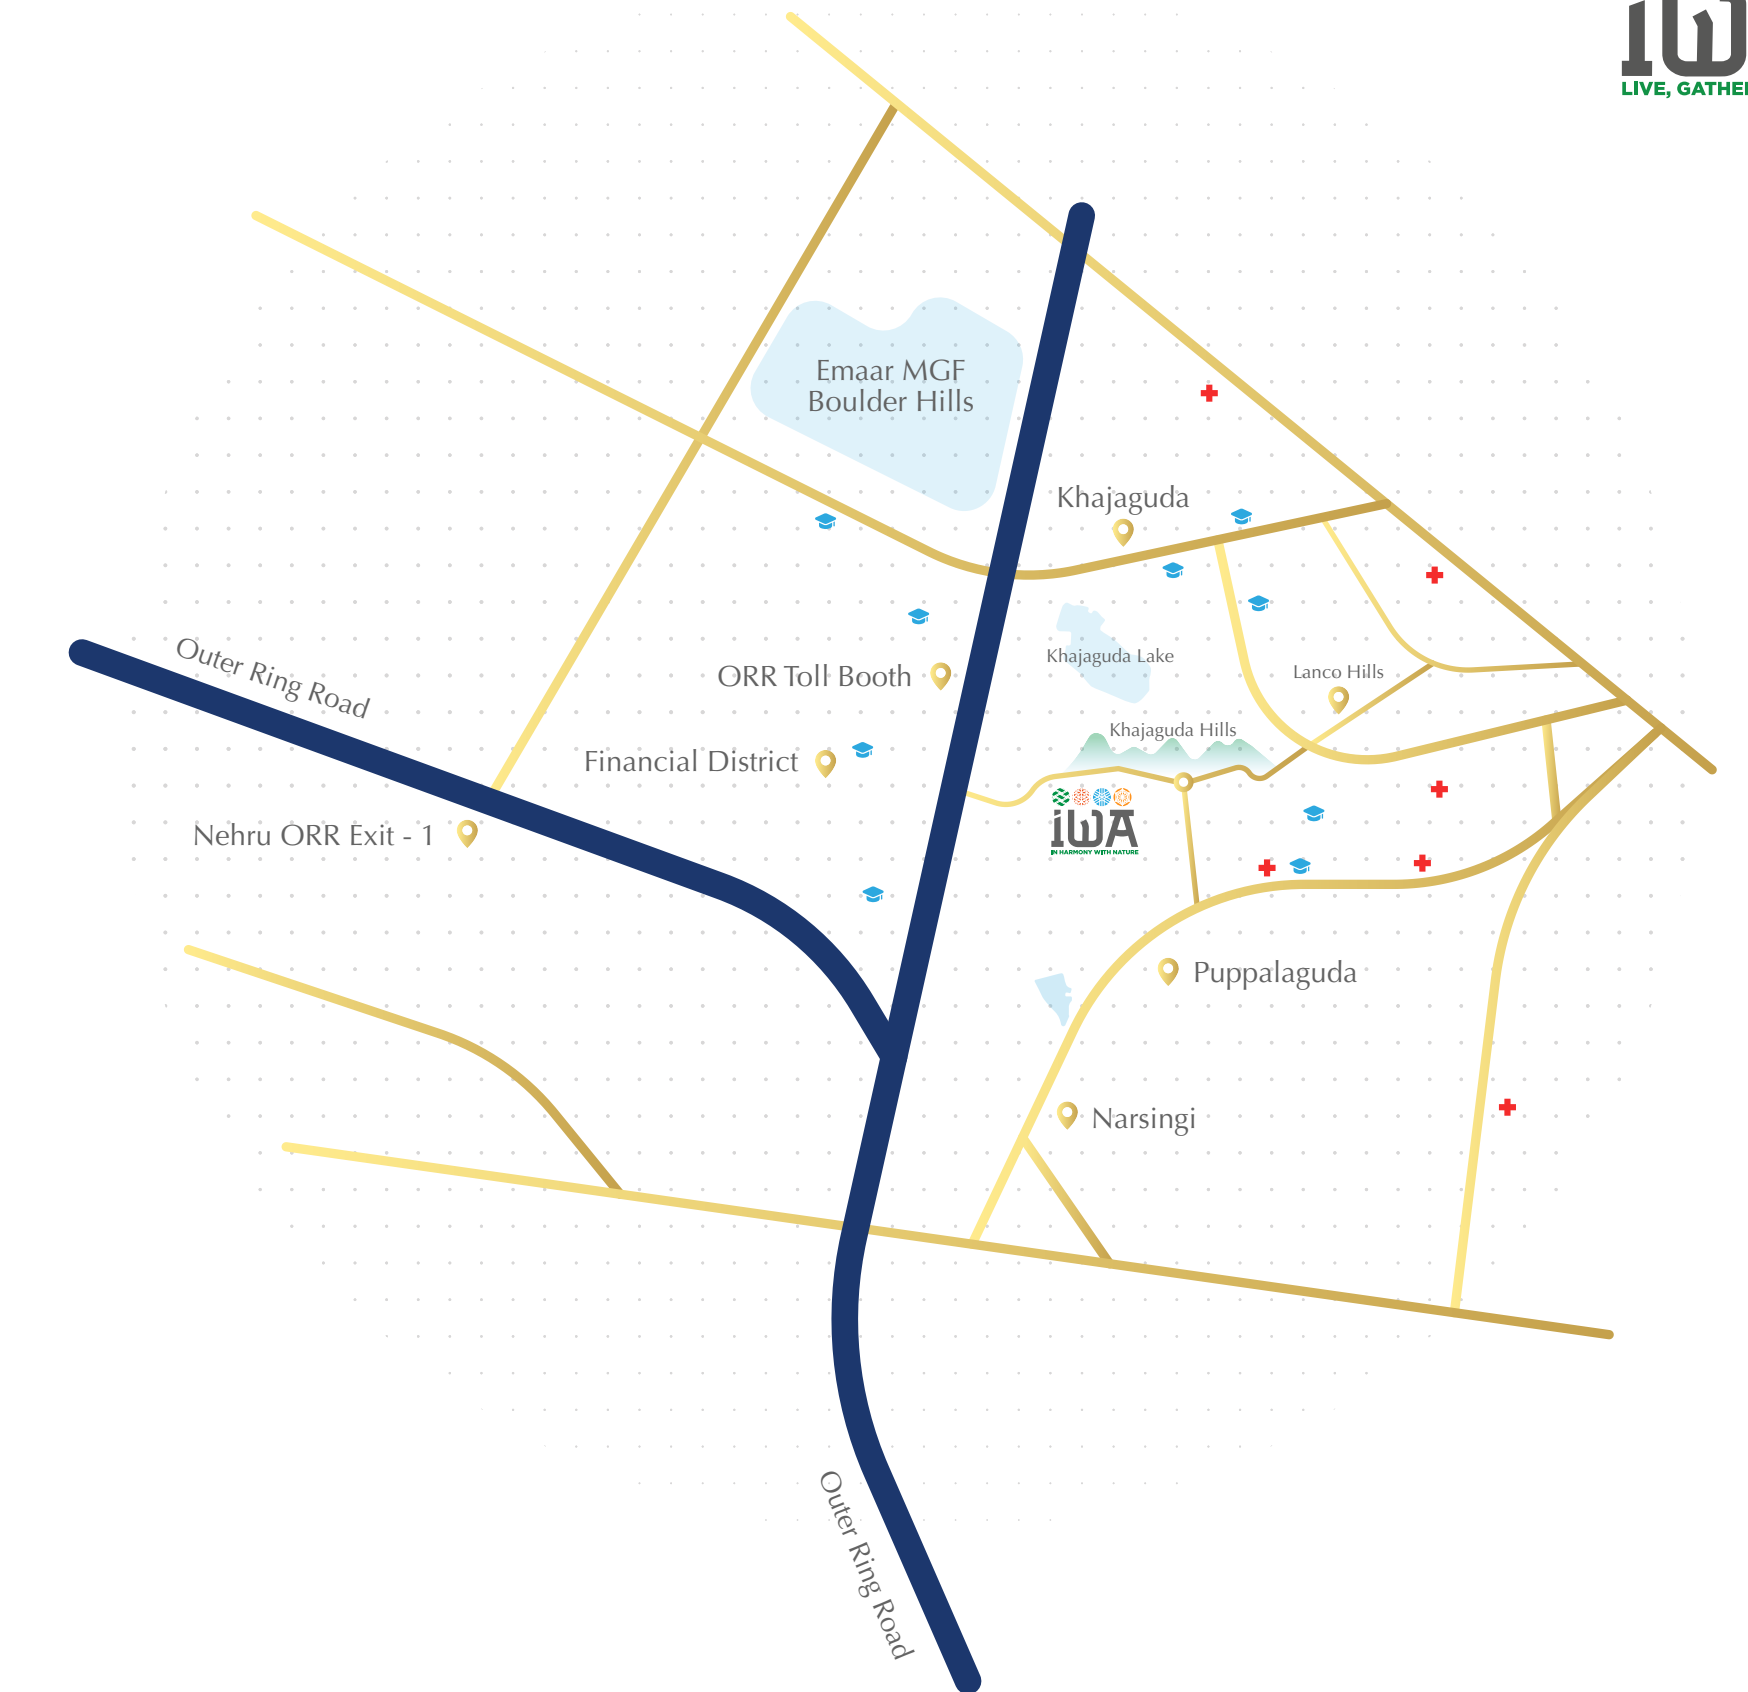 LIVE, GATHER
Emaar MGF
Boulder Hills
Khajaguda
Outer Ring Road
ORR Toll Booth
Khajaguda Lake
Lanco Hills
Khajaguda Hills
Financial District
iWA
IN HARMONY WITH NATURE
Nehru ORR Exit - 1
Puppalaguda
Narsingi
Outer Ring Road